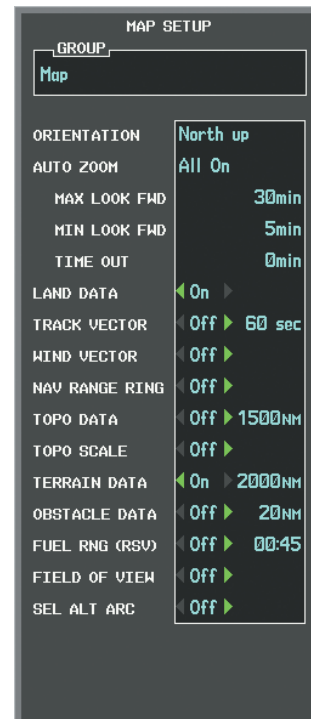 MAP SETUP
GROUP
Map
ORIENTATION North up
AUTO ZOOM All On
MAX LOOK FWD 30min
MIN LOOK FWD 5min
TIME OUT 0min
LAND DATA On
TRACK VECTOR Off 60 sec
WIND VECTOR Off
NAV RANGE RING Off
TOPO DATA Off 1500NM
TOPO SCALE Off
TERRAIN DATA On 2000NM
OBSTACLE DATA Off 20NM
FUEL RNG (RSV) Off 00:45
FIELD OF VIEW Off
SEL ALT ARC Off